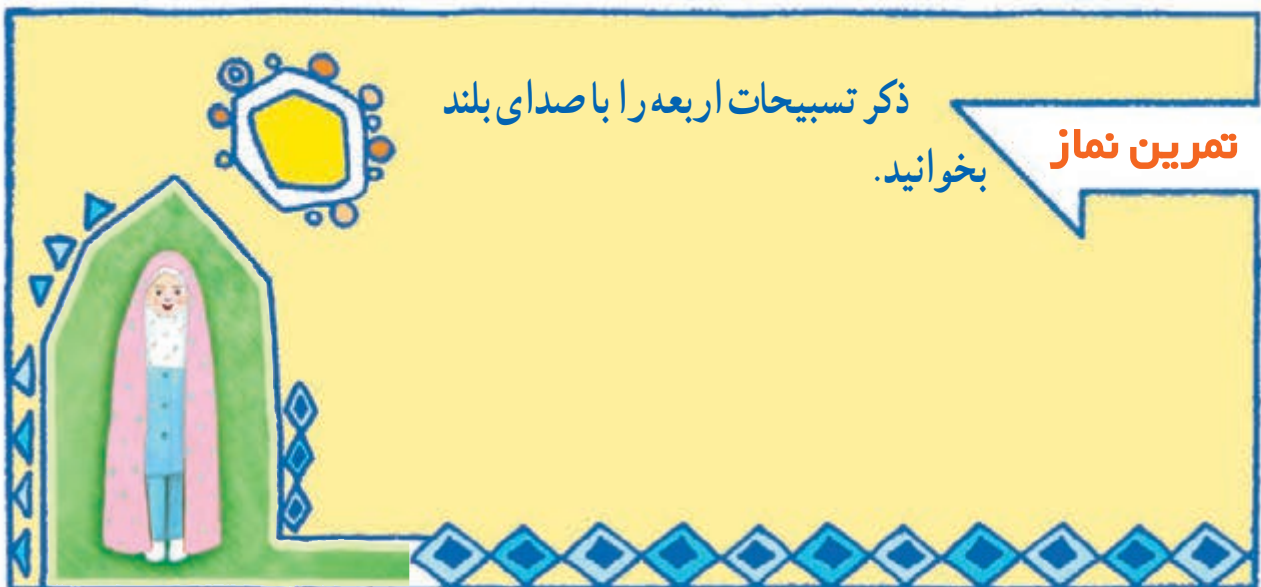 تمرین نماز
ذکر تسبیحات اربعه را با صدای بلند
بخوانید.